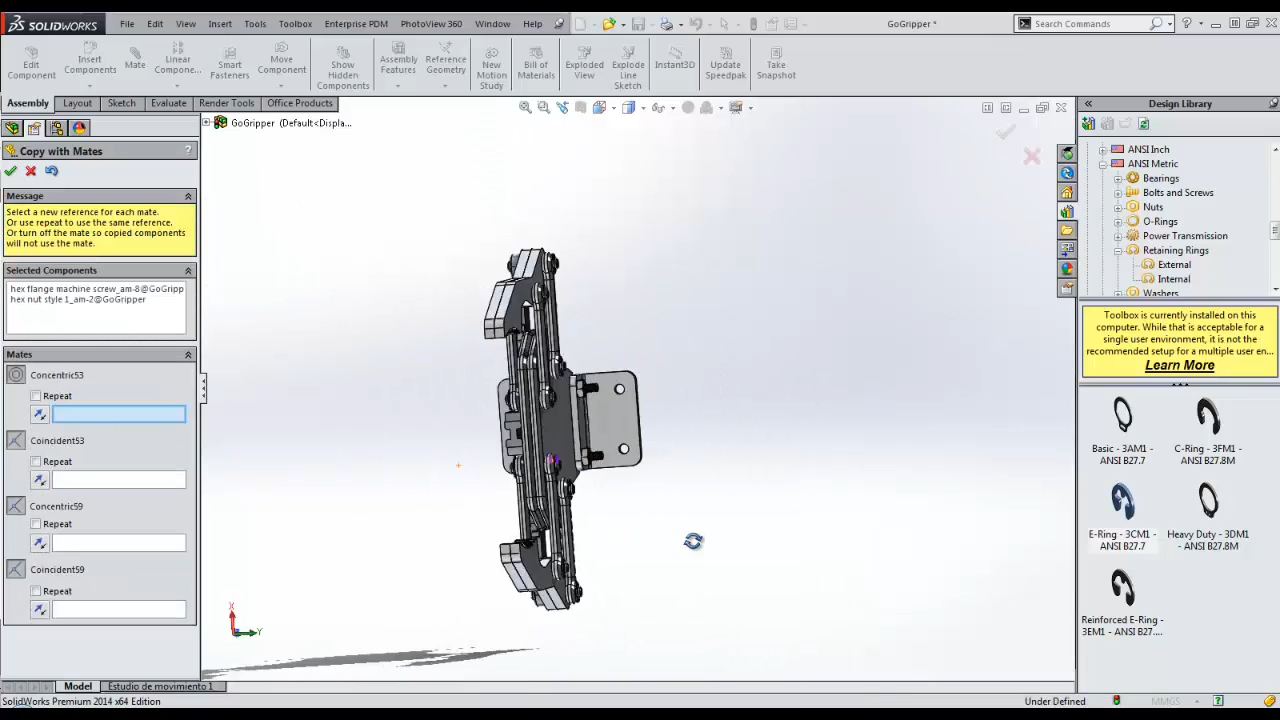 SOLIDWORKS File Edit View Insert Tools Toolbox Enterprise PDM PhotoView 360 Window Help GoGripper * Search Commands
Edit Component
Insert Components
Mate
Linear Compone...
Smart Fasteners
Move Component
Show Hidden Components
Assembly Features
Reference Geometry
New Motion Study
Bill of Materials
Exploded View
Explode Line Sketch
Instant3D
Update Speedpak
Take Snapshot
Assembly Layout Sketch Evaluate Render Tools Office Products
GoGripper (Default<Displa...
Copy with Mates ?
Message
Select a new reference for each mate.
Or use repeat to use the same reference.
Or turn off the mate so copied components
will not use the mate.
Selected Components
hex flange machine screw_am-8@GoGripp
hex nut style 1_am-2@GoGripper
Mates
Concentric53
Repeat
Coincident53
Repeat
Concentric59
Repeat
Coincident59
Repeat
X
Y
Design Library
ANSI Inch
ANSI Metric
Bearings
Bolts and Screws
Nuts
O-Rings
Power Transmission
Retaining Rings
External
Internal
Washers
Toolbox is currently installed on this
computer. While that is acceptable for a
single user environment, it is not the
recommended setup for a multiple user en...
Learn More
Basic - 3AM1 -
ANSI B27.7
C-Ring - 3FM1 -
ANSI B27.8M
E-Ring - 3CM1 -
ANSI B27.7
Heavy Duty - 3DM1 -
ANSI B27.8M
Reinforced E-Ring -
3EM1 - ANSI B27....
Model Estudio de movimiento 1
SolidWorks Premium 2014 x64 Edition Under Defined MMGS